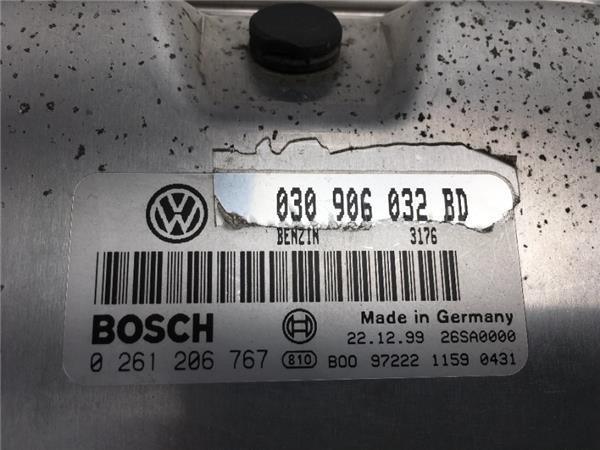 030 906 032 BD
BENZIN 3176
Made in Germany
BOSCH 22.12.99 26SA0000
0 261 206 767 810 B00 97222 1159 0431